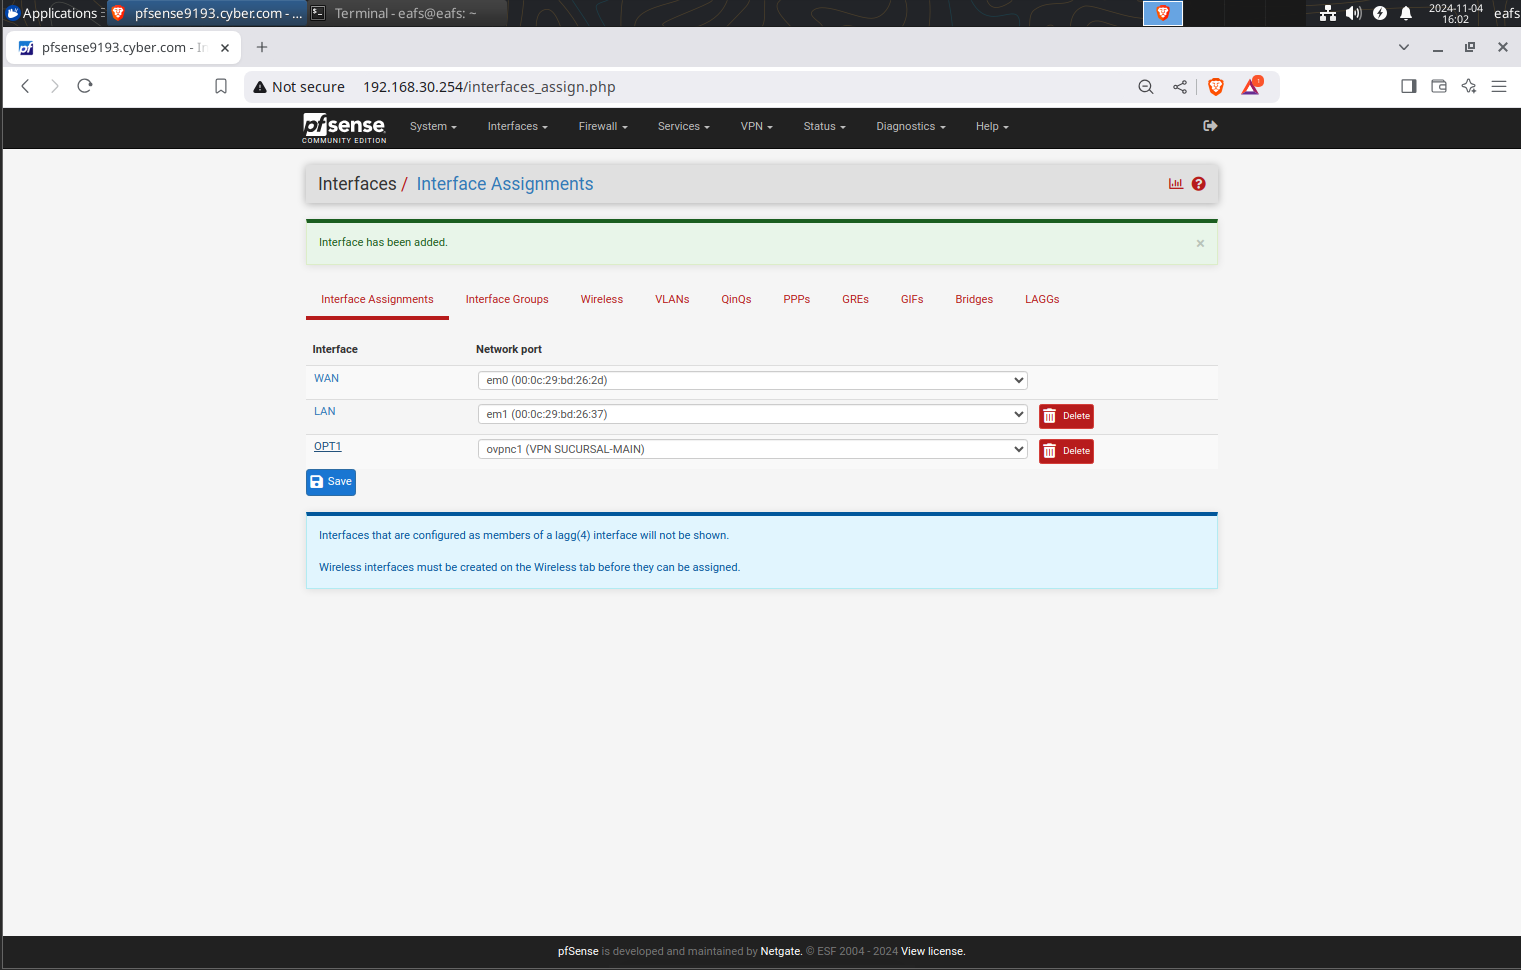 Applications
pfsense9193.cyber.com - ...
Terminal - eafs@eafs: ~
2024-11-04
16:02
eafs
pfsense9193.cyber.com - In
Not secure
192.168.30.254/interfaces_assign.php
pfsense
COMMUNITY EDITION
System
Interfaces
Firewall
Services
VPN
Status
Diagnostics
Help
Interfaces / Interface Assignments
Interface has been added.
×
Interface Assignments
Interface Groups
Wireless
VLANs
QinQs
PPPs
GREs
GIFs
Bridges
LAGGs
Interface
Network port
WAN
em0 (00:0c:29:bd:26:2d)
LAN
em1 (00:0c:29:bd:26:37)
Delete
OPT1
ovpnc1 (VPN SUCURSAL-MAIN)
Delete
Save
Interfaces that are configured as members of a lagg(4) interface will not be shown.
Wireless interfaces must be created on the Wireless tab before they can be assigned.
pfSense is developed and maintained by Netgate. © ESF 2004 - 2024 View license.